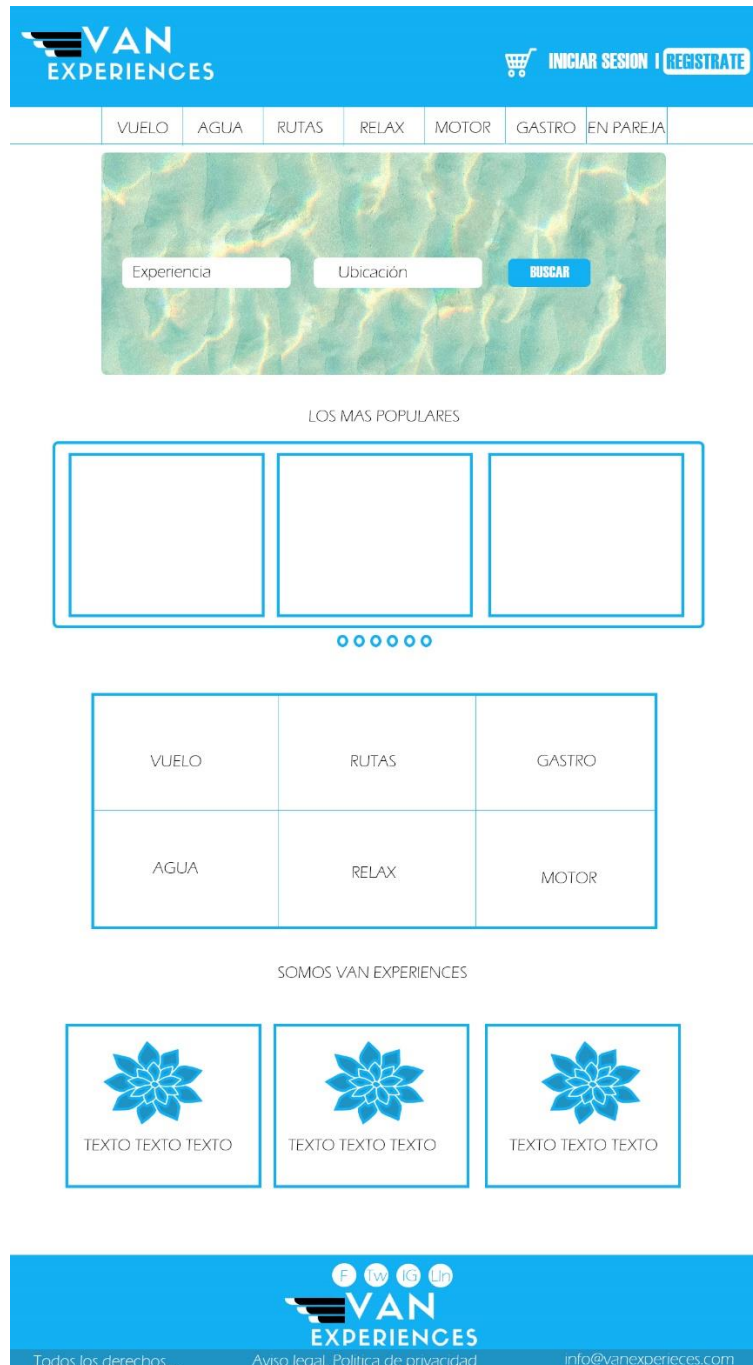 VAN
EXPERIENCES
INICIAR SESION I REGISTRATE
VUELO AGUA RUTAS RELAX MOTOR GASTRO EN PAREJA
Experiencia Ubicación BUSCAR
LOS MAS POPULARES
VUELO RUTAS GASTRO
AGUA RELAX MOTOR
SOMOS VAN EXPERIENCES
TEXTO TEXTO TEXTO TEXTO TEXTO TEXTO TEXTO TEXTO TEXTO
F Tw IG LIn
VAN
EXPERIENCES
Todos los derechos Aviso legal. Politica de privacidad info@vanexperieces.com